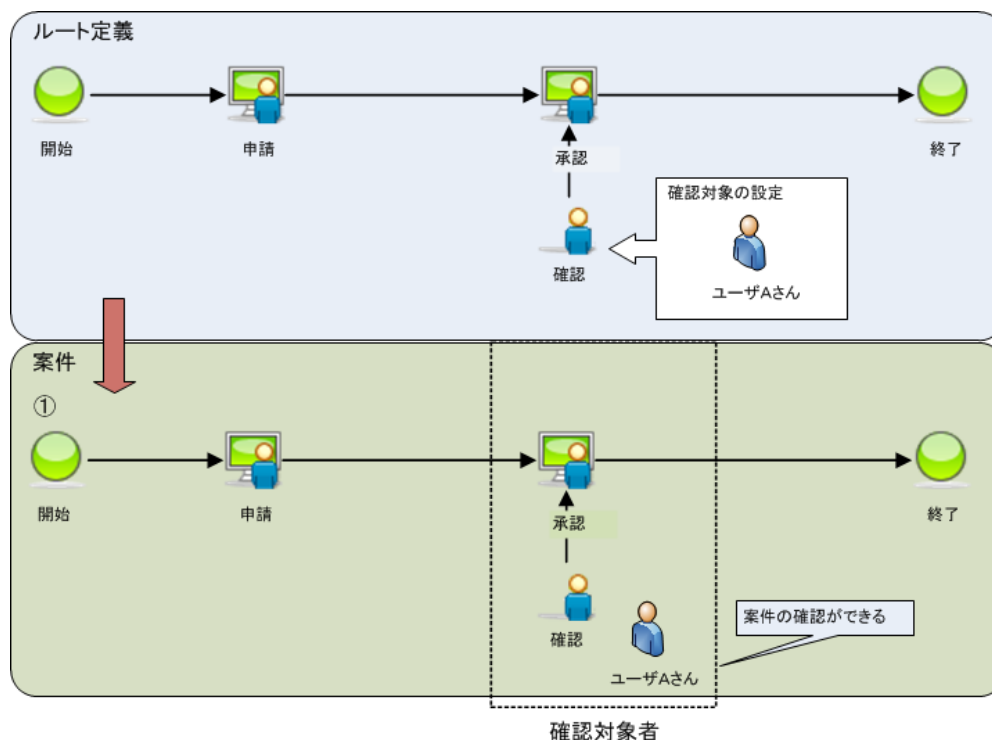 ルート定義
開始
申請
承認
終了
確認
確認対象の設定
ユーザAさん
案件
①
開始
申請
承認
終了
確認
ユーザAさん
案件の確認ができる
確認対象者